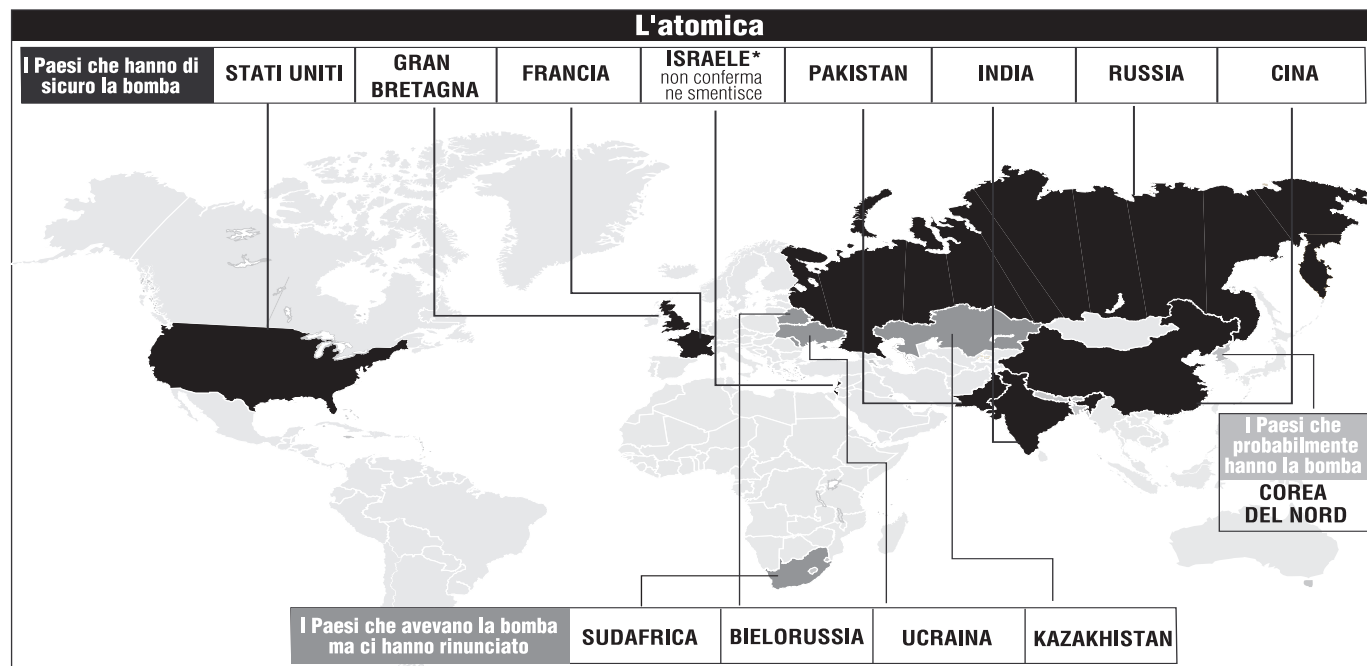 L'atomica
I Paesi che hanno di
sicuro la bomba
STATI UNITI
GRAN
BRETAGNA
FRANCIA
ISRAELE*
non conferma
ne smentisce
PAKISTAN
INDIA
RUSSIA
CINA
I Paesi che
probabilmente
hanno la bomba
COREA
DEL NORD
I Paesi che avevano la bomba
ma ci hanno rinunciato
SUDAFRICA
BIELORUSSIA
UCRAINA
KAZAKHISTAN